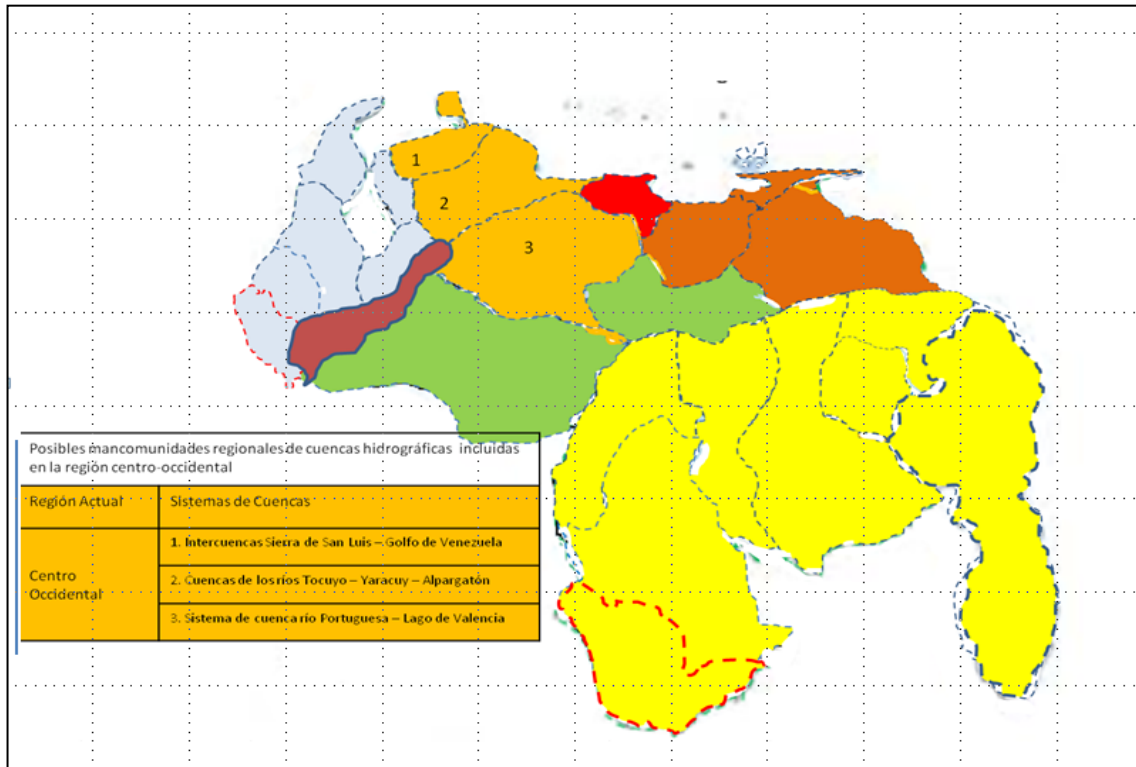 1
2
3
Posibles mancomunidades regionales de cuencas hidrográficas incluidas
en la región centro-occidental
Región Actual
Sistemas de Cuencas
Centro
Occidental
1. Intercuencas Sierra de San Luis – Golfo de Venezuela
2. Cuencas de los ríos Tocuyo – Yaracuy – Alpargatón
3. Sistema de cuenca río Portuguesa – Lago de Valencia